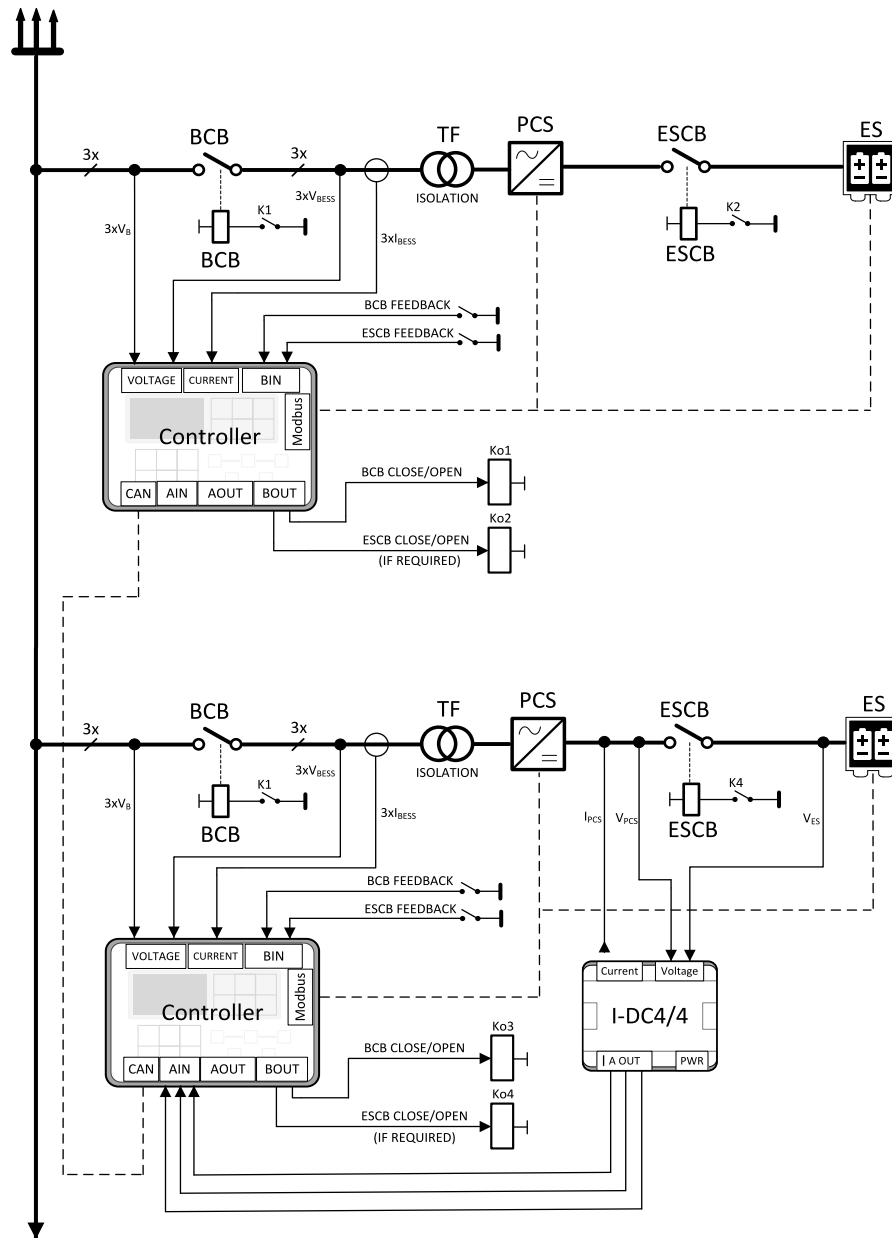 BCB
TF
PCS
ESCB
ES
3x
3x
ISOLATION
3xV_B
3xV_BESS
3xI_BESS
K1
BCB
K2
ESCB
BCB FEEDBACK
ESCB FEEDBACK
VOLTAGE
CURRENT
BIN
Modbus
Controller
CAN
AIN
AOUT
BOUT
BCB CLOSE/OPEN
Ko1
ESCB CLOSE/OPEN
(IF REQUIRED)
Ko2
BCB
TF
PCS
ESCB
ES
3x
3x
ISOLATION
3xV_B
3xV_BESS
3xI_BESS
K1
BCB
I_PCS
V_PCS
K4
ESCB
V_ES
BCB FEEDBACK
ESCB FEEDBACK
VOLTAGE
CURRENT
BIN
Modbus
Controller
CAN
AIN
AOUT
BOUT
Current
Voltage
I-DC4/4
A OUT
PWR
BCB CLOSE/OPEN
Ko3
ESCB CLOSE/OPEN
(IF REQUIRED)
Ko4